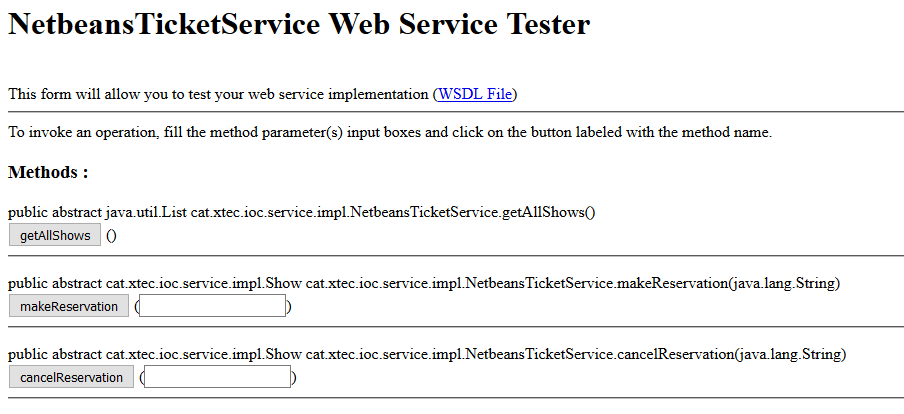 NetbeansTicketService Web Service Tester
This form will allow you to test your web service implementation (WSDL File)
To invoke an operation, fill the method parameter(s) input boxes and click on the button labeled with the method name.
Methods :
public abstract java.util.List cat.xtec.ioc.service.impl.NetbeansTicketService.getAllShows()
getAllShows ()
public abstract cat.xtec.ioc.service.impl.Show cat.xtec.ioc.service.impl.NetbeansTicketService.makeReservation(java.lang.String)
makeReservation ( )
public abstract cat.xtec.ioc.service.impl.Show cat.xtec.ioc.service.impl.NetbeansTicketService.cancelReservation(java.lang.String)
cancelReservation ( )